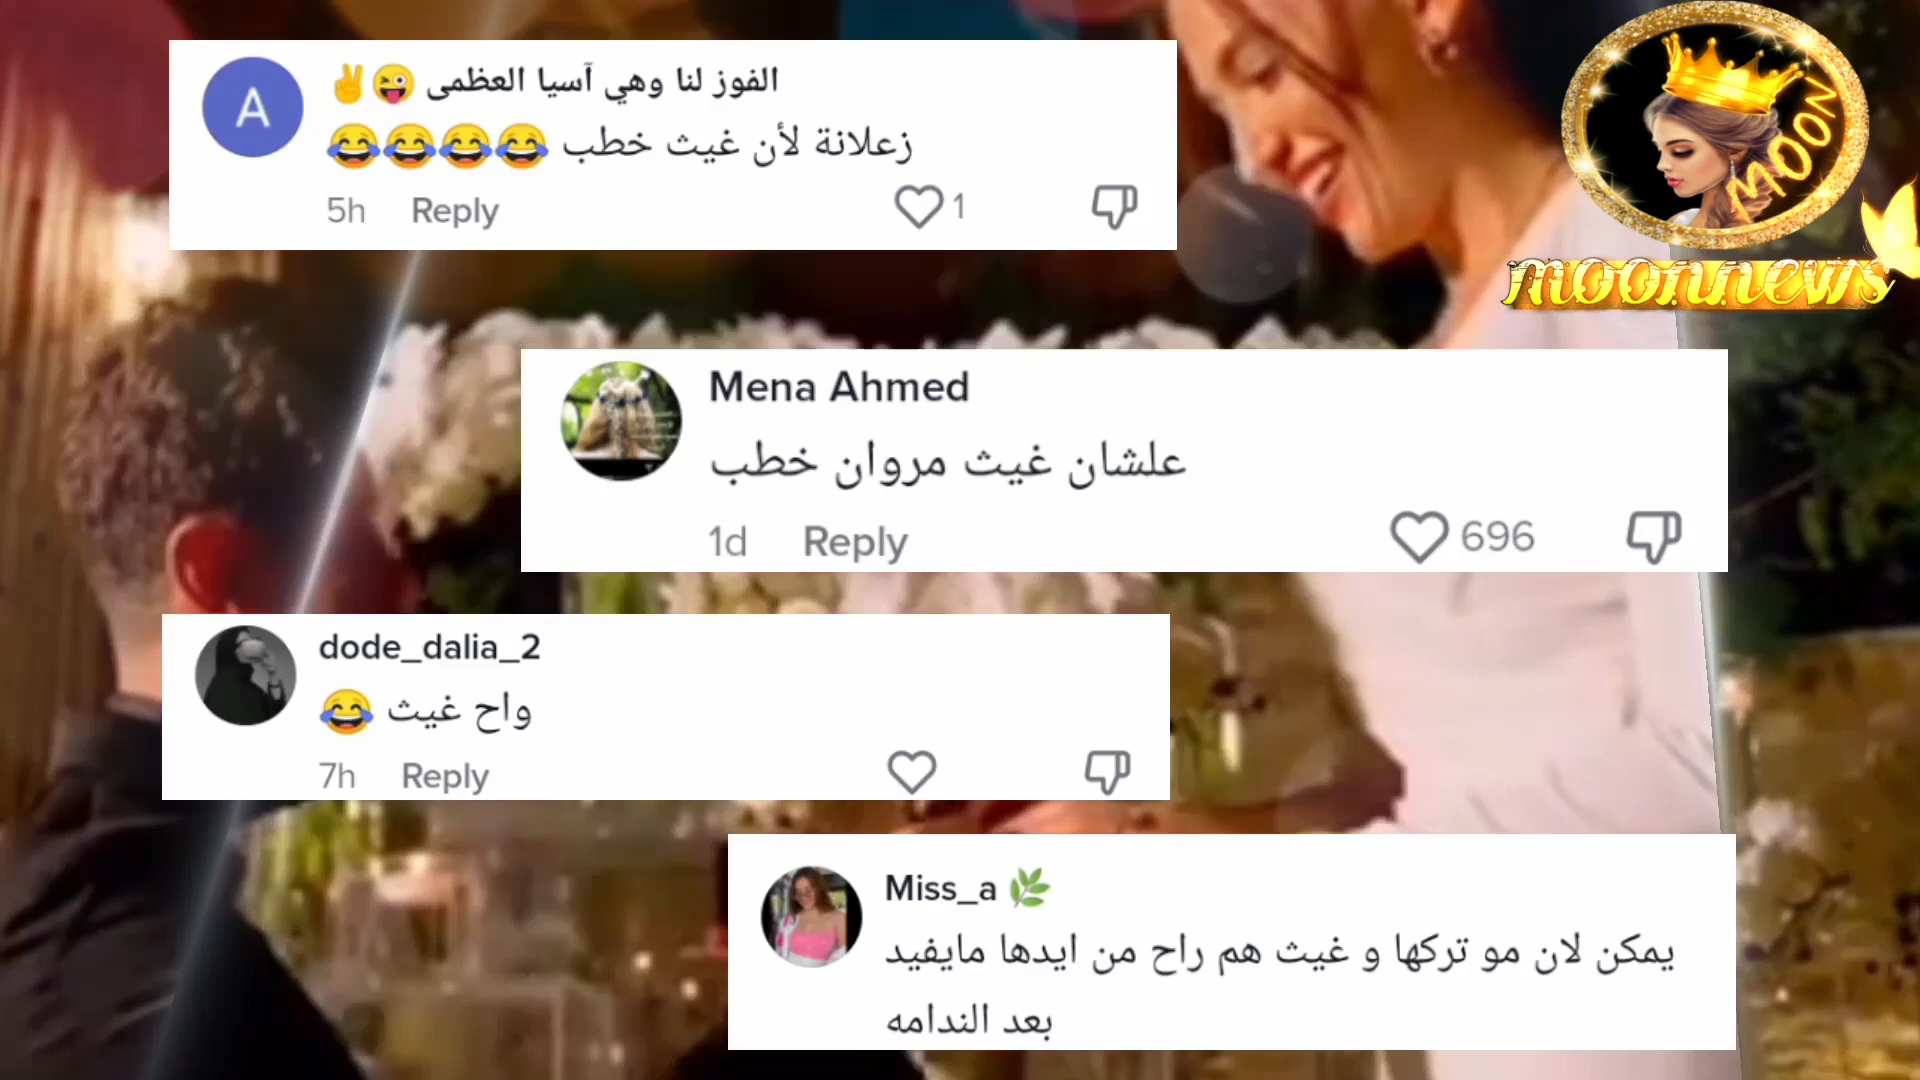 الفوز لنا وهي آسيا العظمى 😜✌
زعلانة لأن غيث خطب 😂😂😂😂
5h Reply 1
MOON
moonnews
Mena Ahmed
علشان غيث مروان خطب
1d Reply 696
dode_dalia_2
واح غيث 😂
7h Reply
Miss_a 🌿
يمكن لان مو تركها و غيث هم راح من ايدها مايفيد
بعد الندامه